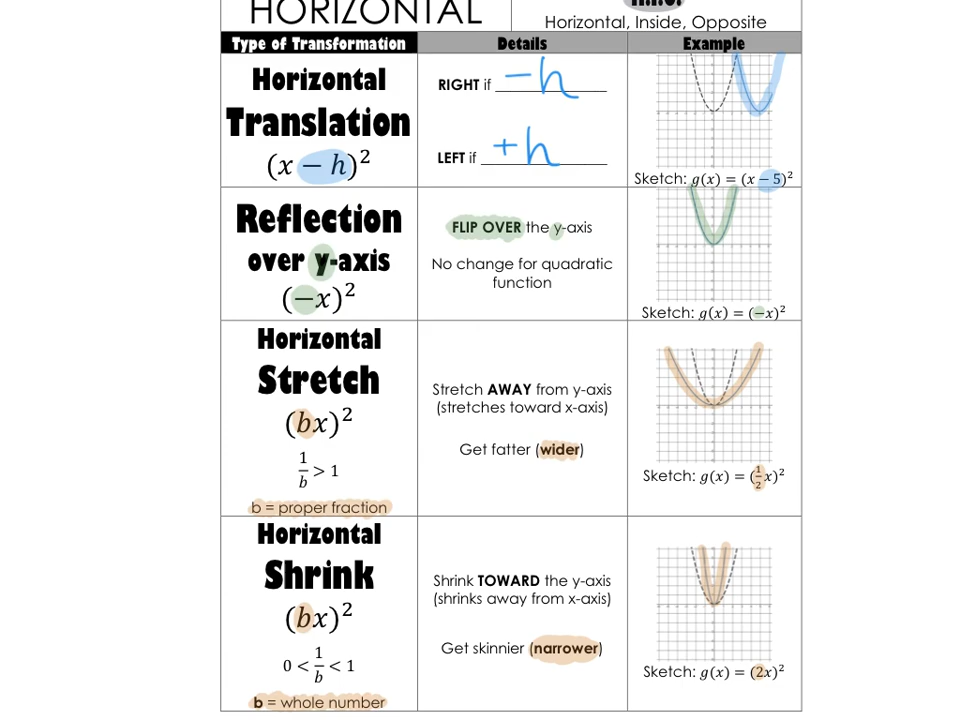 HORIZONTAL
H.I.O.
Horizontal, Inside, Opposite
Type of Transformation
Details
Example
Horizontal
Translation
(x − h)²
RIGHT if −h
LEFT if +h
Sketch: g(x) = (x − 5)²
Reflection
over y-axis
(−x)²
FLIP OVER the y-axis
No change for quadratic
function
Sketch: g(x) = (−x)²
Horizontal
Stretch
(bx)²
1/b > 1
b = proper fraction
Stretch AWAY from y-axis
(stretches toward x-axis)
Get fatter (wider)
Sketch: g(x) = (1/2 x)²
Horizontal
Shrink
(bx)²
0 < 1/b < 1
b = whole number
Shrink TOWARD the y-axis
(shrinks away from x-axis)
Get skinnier (narrower)
Sketch: g(x) = (2x)²